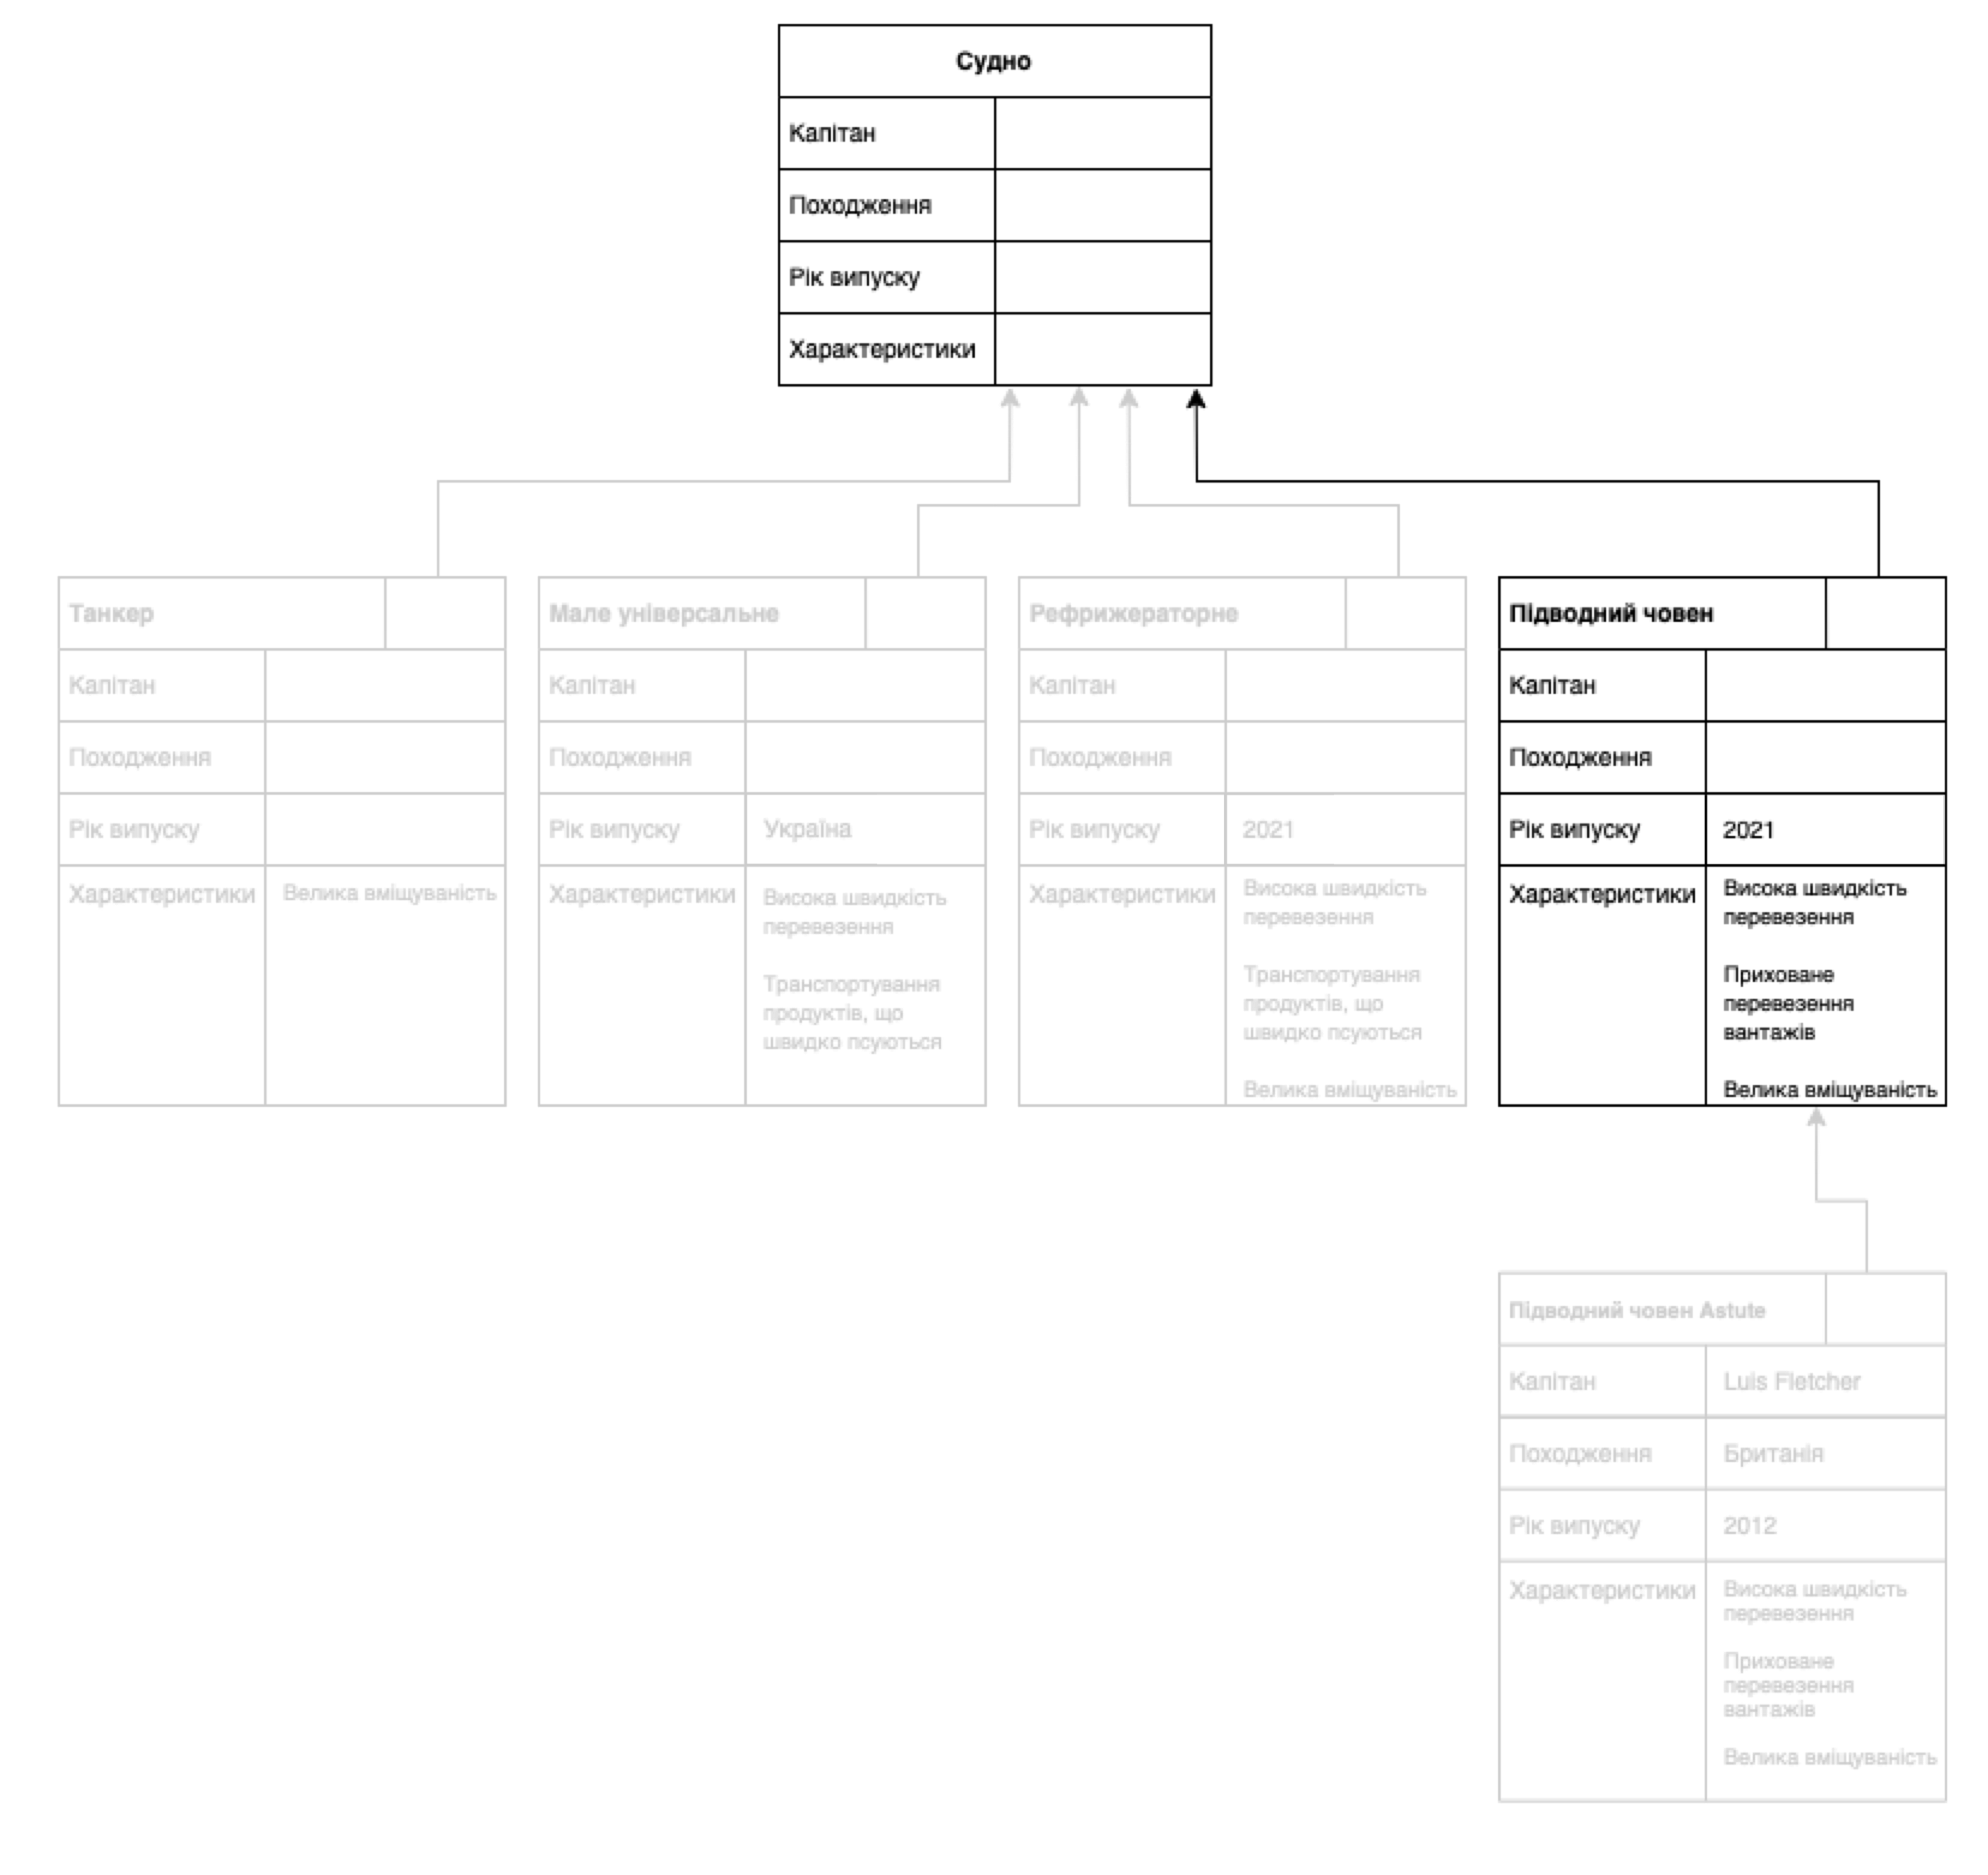 Судно
Капітан
Походження
Рік випуску
Характеристики
Танкер
Капітан
Походження
Рік випуску
Характеристики
Велика вміщуваність
Мале універсальне
Капітан
Походження
Рік випуску
Україна
Характеристики
Висока швидкість
перевезення
Транспортування
продуктів, що
швидко псуються
Рефрижераторне
Капітан
Походження
Рік випуску
2021
Характеристики
Висока швидкість
перевезення
Транспортування
продуктів, що
швидко псуються
Велика вміщуваність
Підводний човен
Капітан
Походження
Рік випуску
2021
Характеристики
Висока швидкість
перевезення
Приховане
перевезення
вантажів
Велика вміщуваність
Підводний човен Astute
Капітан
Luis Fletcher
Походження
Британія
Рік випуску
2012
Характеристики
Висока швидкість
перевезення
Приховане
перевезення
вантажів
Велика вміщуваність